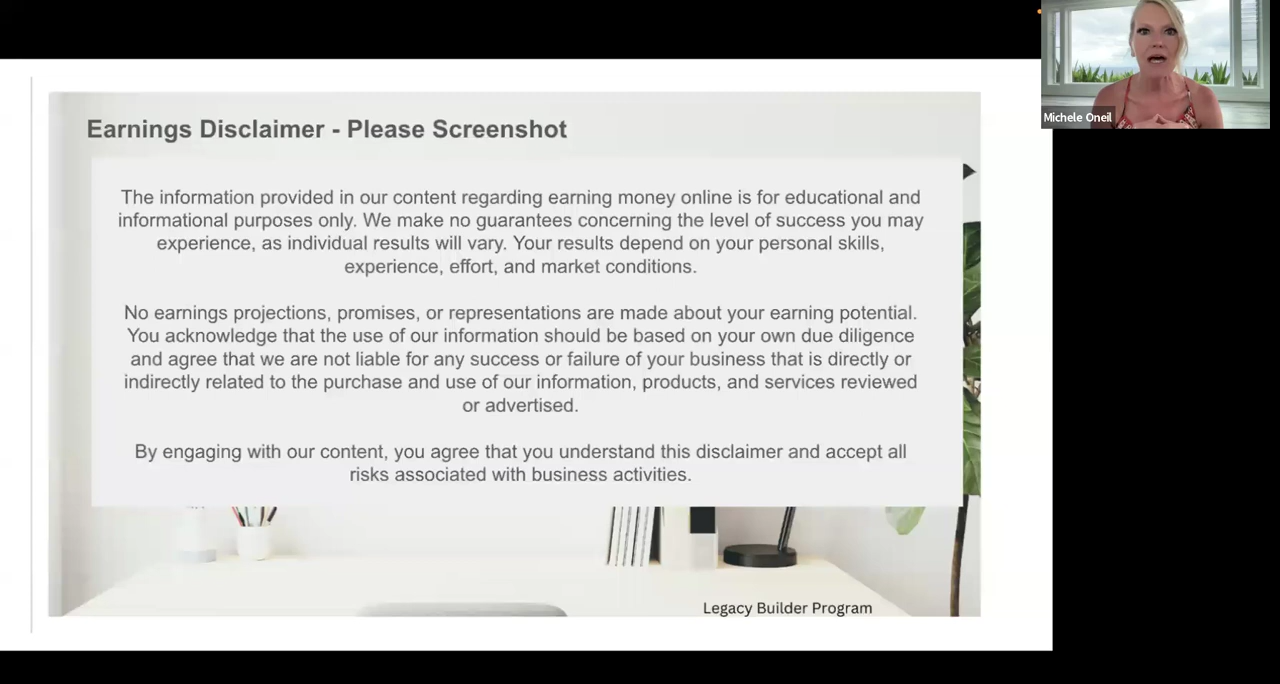 Michele Oneil
Earnings Disclaimer - Please Screenshot
The information provided in our content regarding earning money online is for educational and
informational purposes only. We make no guarantees concerning the level of success you may
experience, as individual results will vary. Your results depend on your personal skills,
experience, effort, and market conditions.
No earnings projections, promises, or representations are made about your earning potential.
You acknowledge that the use of our information should be based on your own due diligence
and agree that we are not liable for any success or failure of your business that is directly or
indirectly related to the purchase and use of our information, products, and services reviewed
or advertised.
By engaging with our content, you agree that you understand this disclaimer and accept all
risks associated with business activities.
Legacy Builder Program